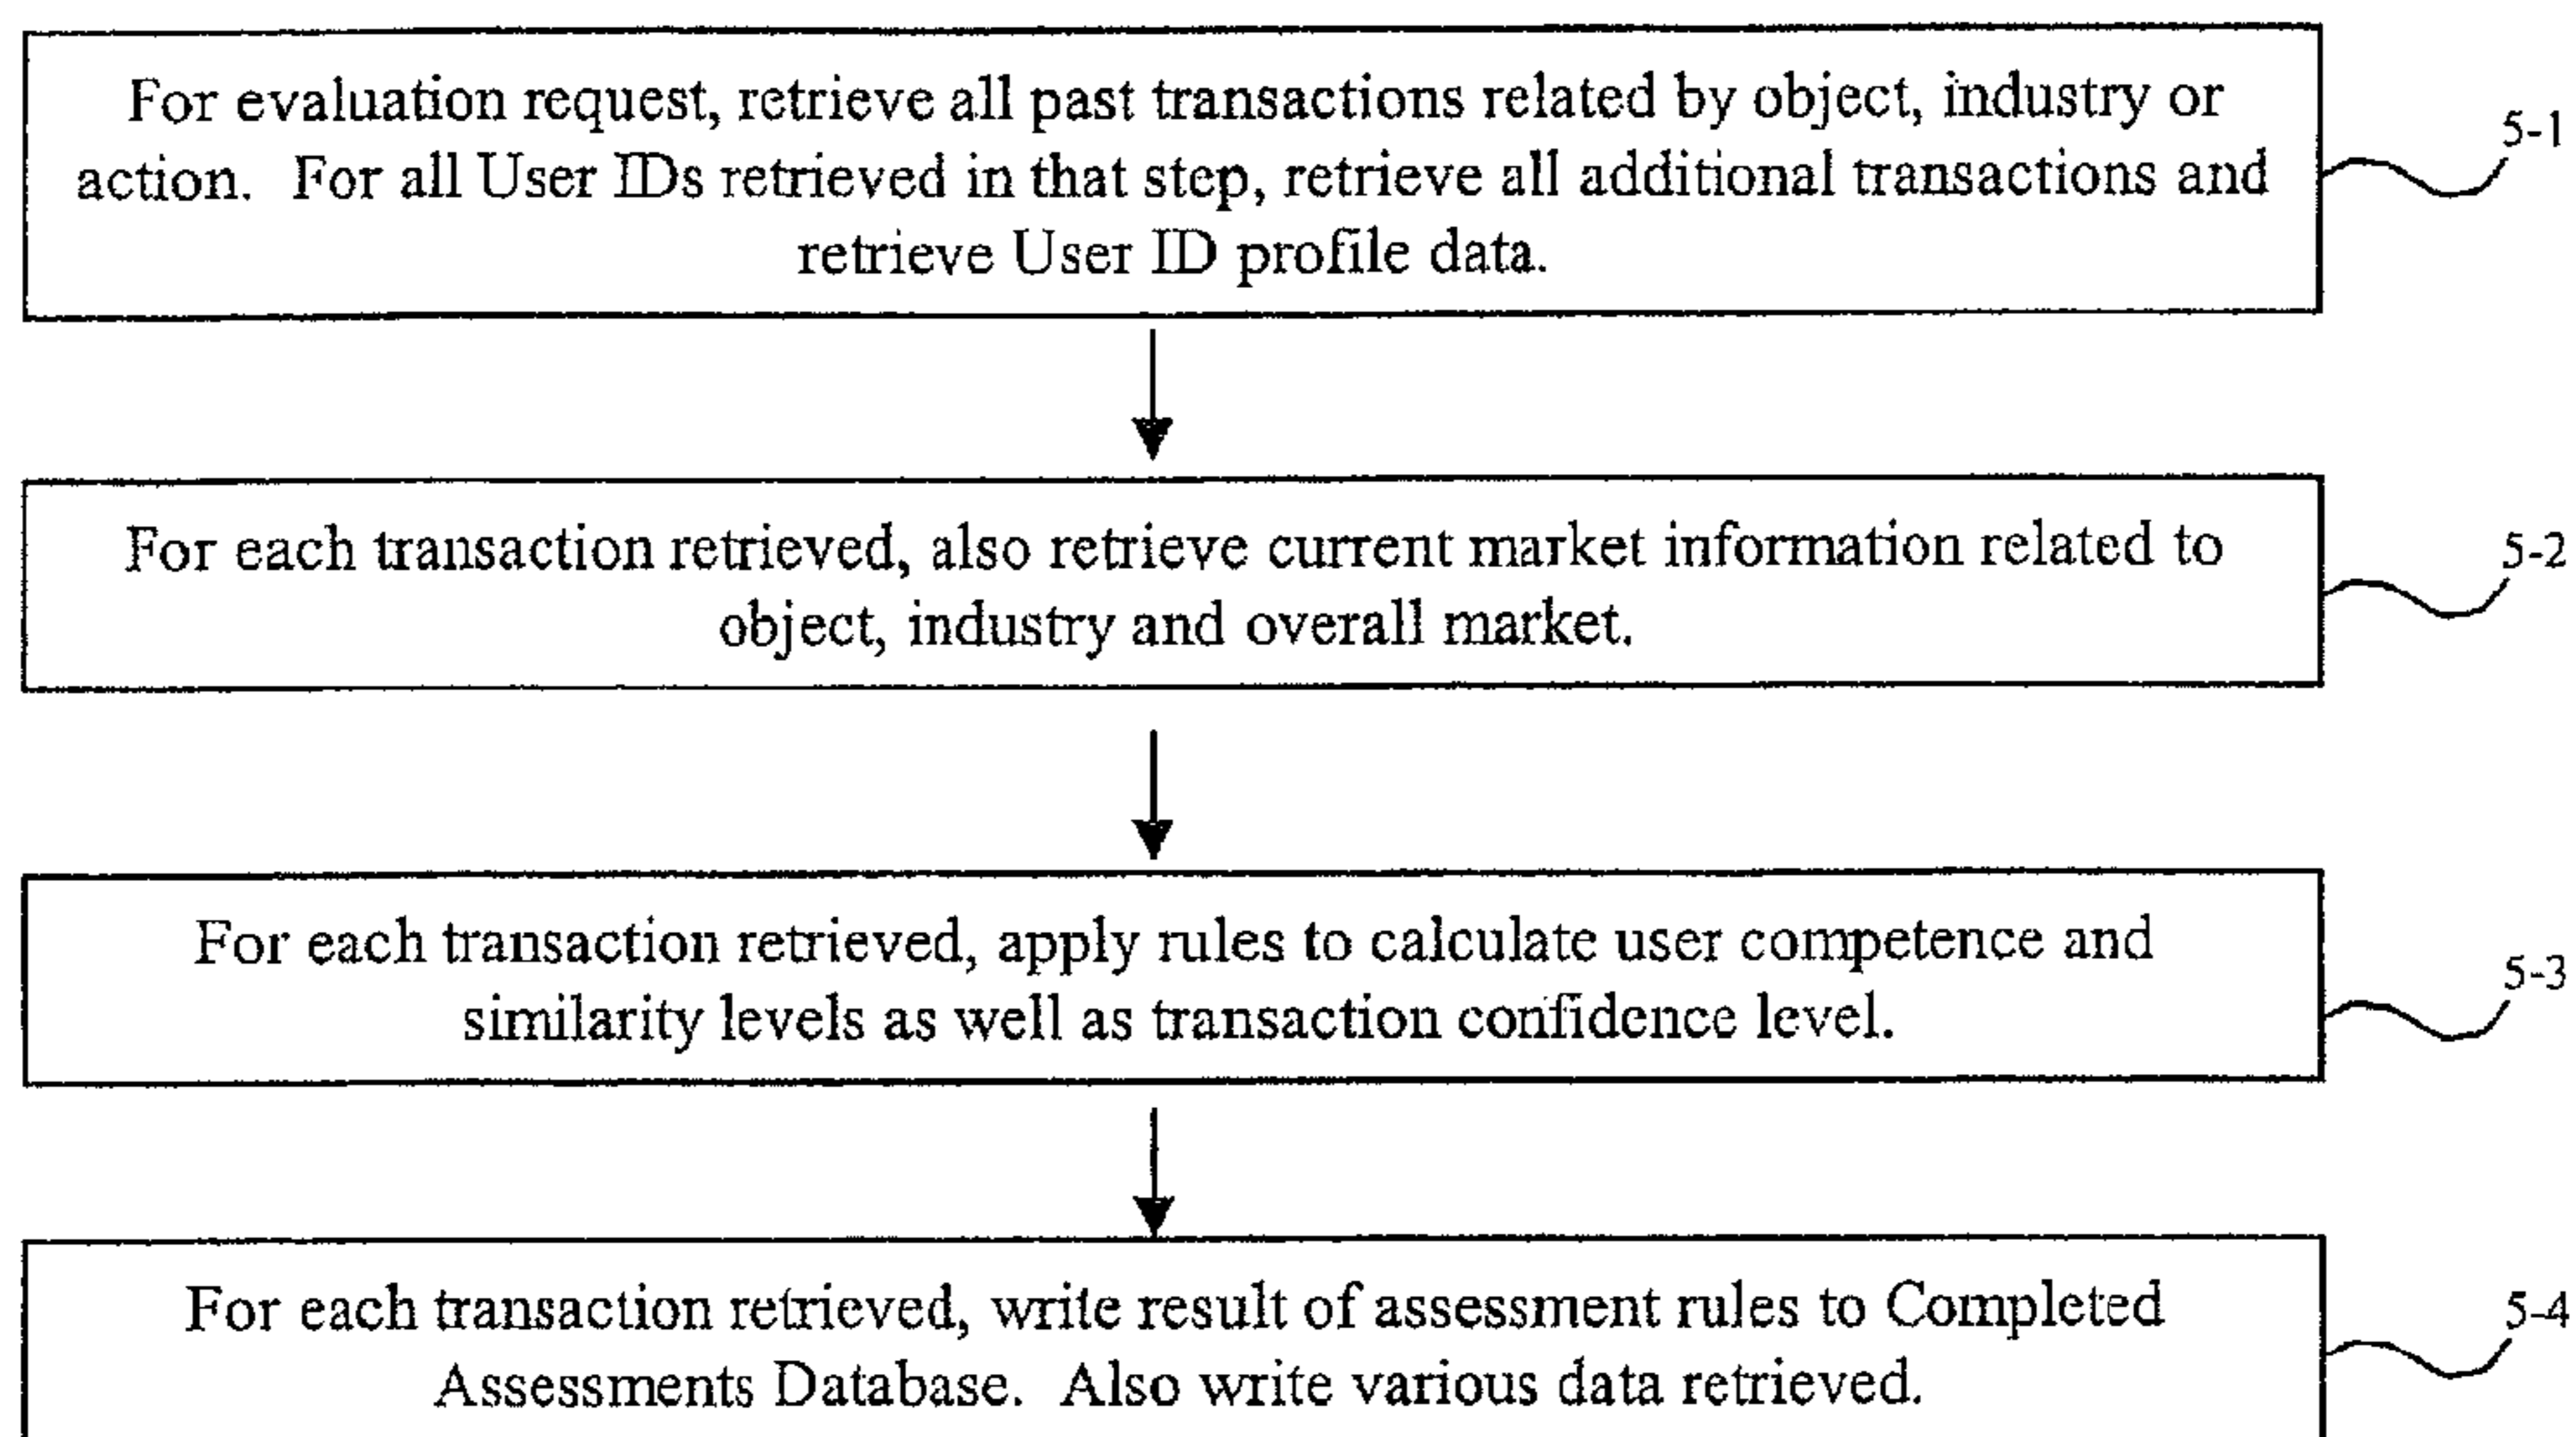 For evaluation request, retrieve all past transactions related by object, industry or
action. For all User IDs retrieved in that step, retrieve all additional transactions and
retrieve User ID profile data.
5-1
For each transaction retrieved, also retrieve current market information related to
object, industry and overall market.
5-2
For each transaction retrieved, apply rules to calculate user competence and
similarity levels as well as transaction confidence level.
5-3
For each transaction retrieved, write result of assessment rules to Completed
Assessments Database. Also write various data retrieved.
5-4